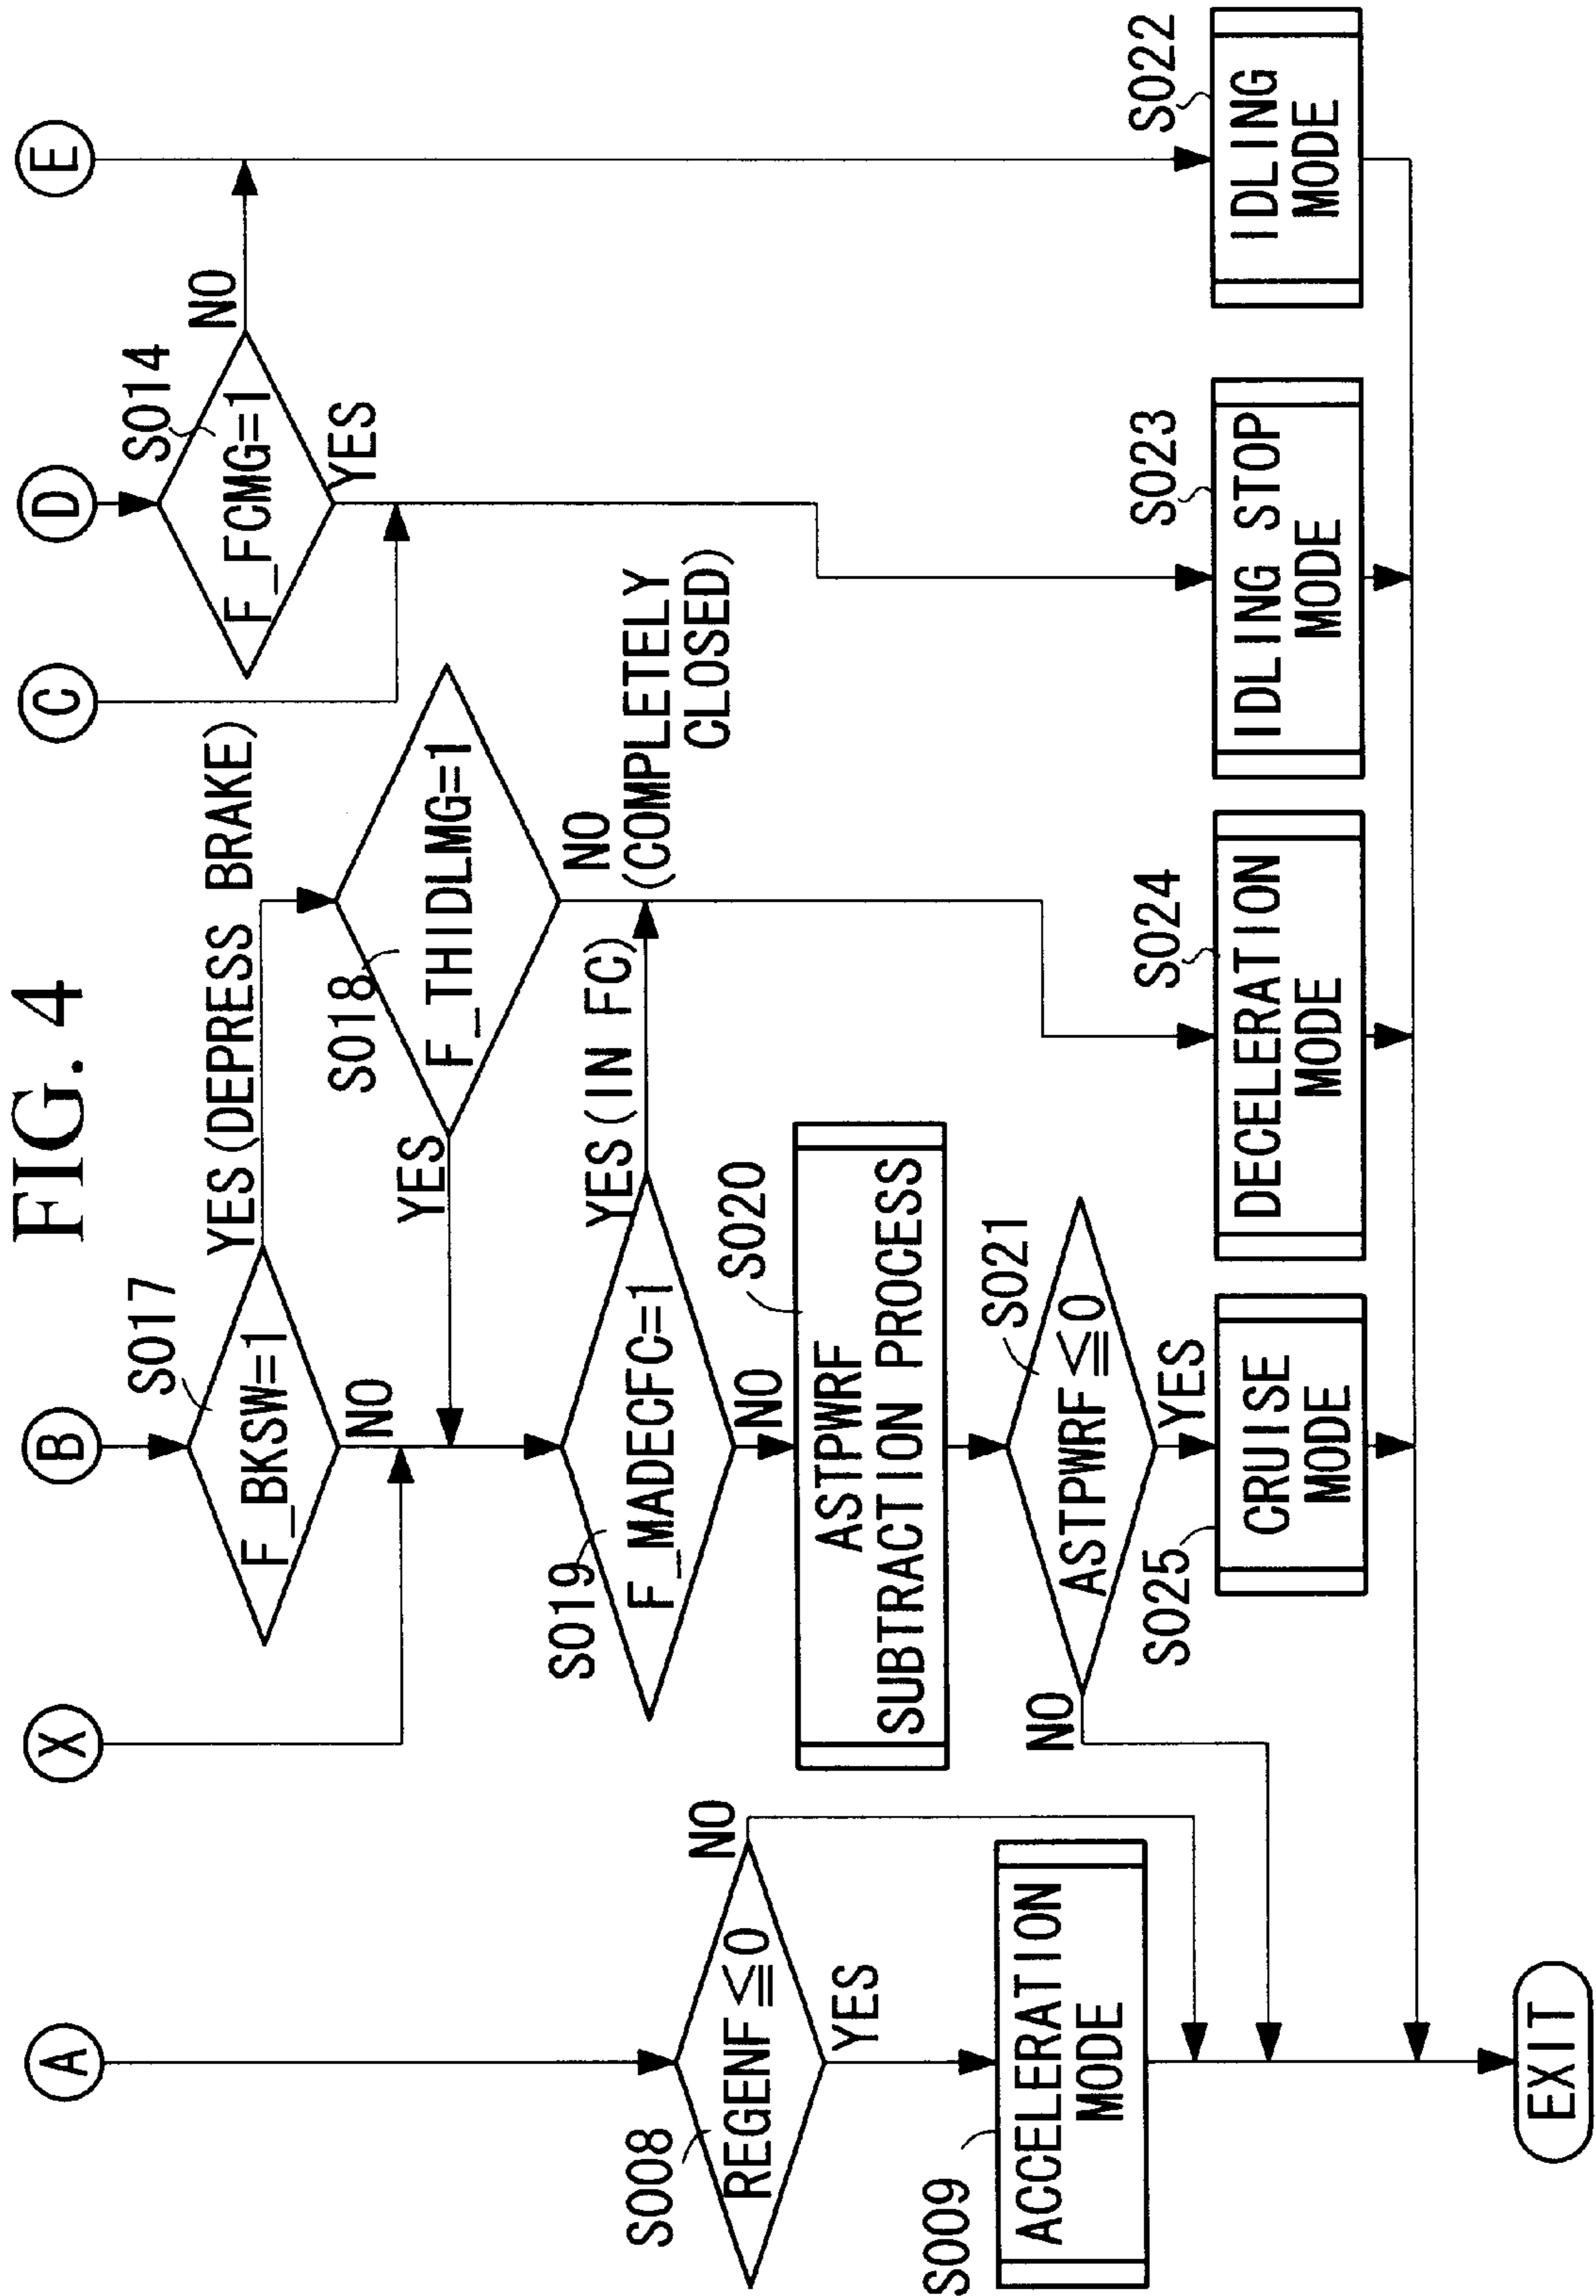 FIG. 4
A
X
B
C
D
E
S017
F_BKSW=1
YES(DEPRESS BRAKE)
NO
S014
F_FCMG=1
NO
YES
S018
F_THIDLMG=1
YES
NO
(COMPLETELY
CLOSED)
S019
F_MADECFC=1
YES(IN FC)
NO
S008
REGENF≦0
NO
YES
S020
ASTPWRF
SUBTRACTION PROCESS
S021
ASTPWRF≦0
NO
YES
S009
ACCELERATION
MODE
S025
CRUISE
MODE
S024
DECELERATION
MODE
S023
IDLING STOP
MODE
S022
IDLING
MODE
EXIT